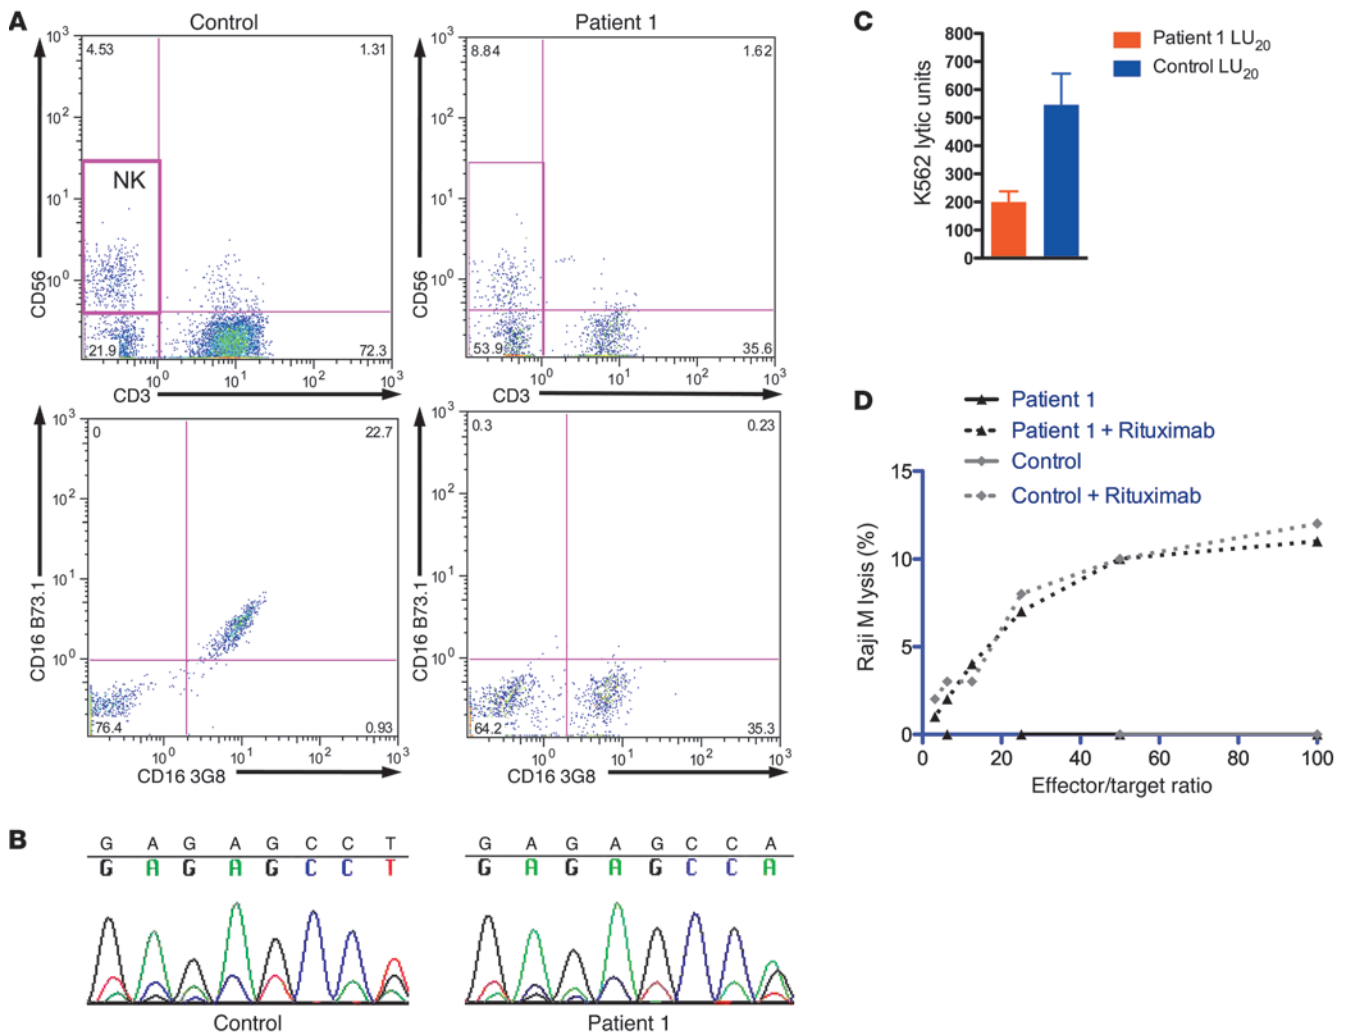 A
Control
Patient 1
10³
4.53
1.31
10²
NK
10¹
CD56
10⁰
21.9
72.3
10⁰ 10¹ 10² 10³
CD3
10³
8.84
1.62
10²
10¹
CD56
10⁰
53.9
35.6
10⁰ 10¹ 10² 10³
CD3
10³
0
22.7
10²
10¹
CD16 B73.1
10⁰
76.4
0.93
10⁰ 10¹ 10² 10³
CD16 3G8
10³
0.3
0.23
10²
10¹
CD16 B73.1
10⁰
64.2
35.3
10⁰ 10¹ 10² 10³
CD16 3G8
B
G A G A G C C T
G A G A G C C T
Control
G A G A G C C A
G A G A G C C A
Patient 1
C
K562 lytic units
800
700
600
500
400
300
200
100
0
Patient 1 LU₂₀
Control LU₂₀
D
Patient 1
Patient 1 + Rituximab
Control
Control + Rituximab
Raji M lysis (%)
15
10
5
0
0 20 40 60 80 100
Effector/target ratio